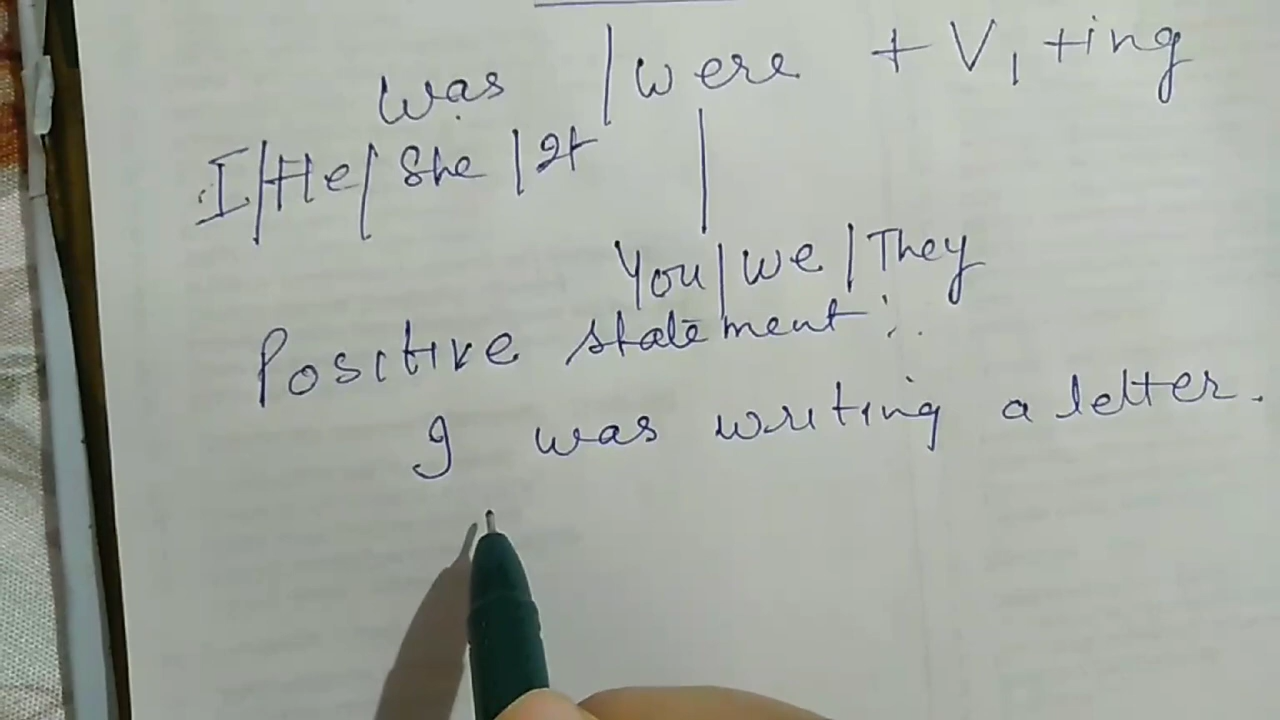 was | were + V1 +ing
I/He/She | It
You | we | They
Positive statement :.
I was writing a letter.